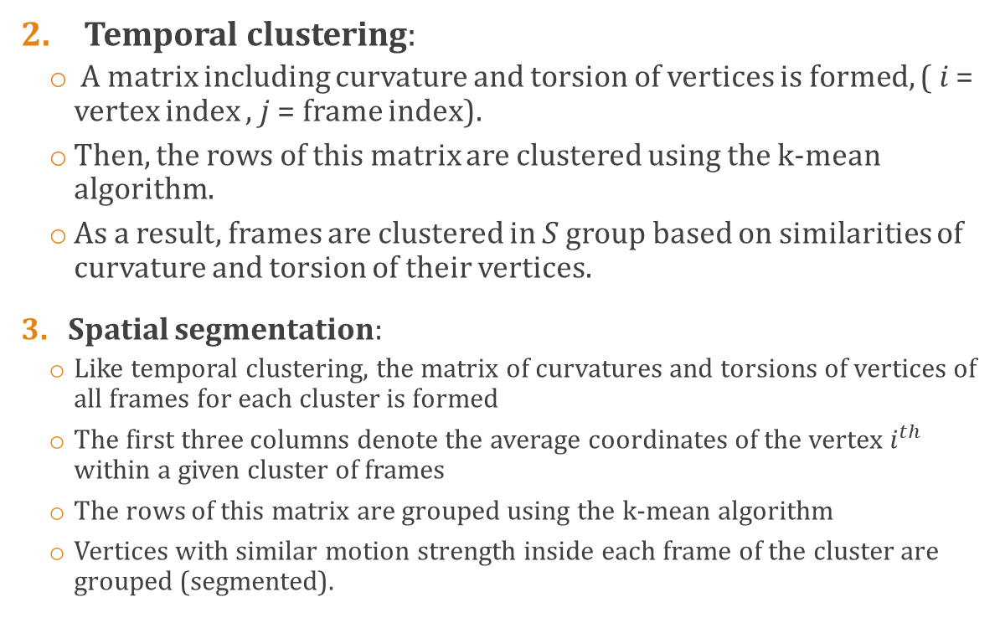 2. Temporal clustering:
o A matrix including curvature and torsion of vertices is formed, ( i =
vertex index , j = frame index).
o Then, the rows of this matrix are clustered using the k-mean
algorithm.
o As a result, frames are clustered in S group based on similarities of
curvature and torsion of their vertices.
3. Spatial segmentation:
o Like temporal clustering, the matrix of curvatures and torsions of vertices of
all frames for each cluster is formed
o The first three columns denote the average coordinates of the vertex i^th
within a given cluster of frames
o The rows of this matrix are grouped using the k-mean algorithm
o Vertices with similar motion strength inside each frame of the cluster are
grouped (segmented).